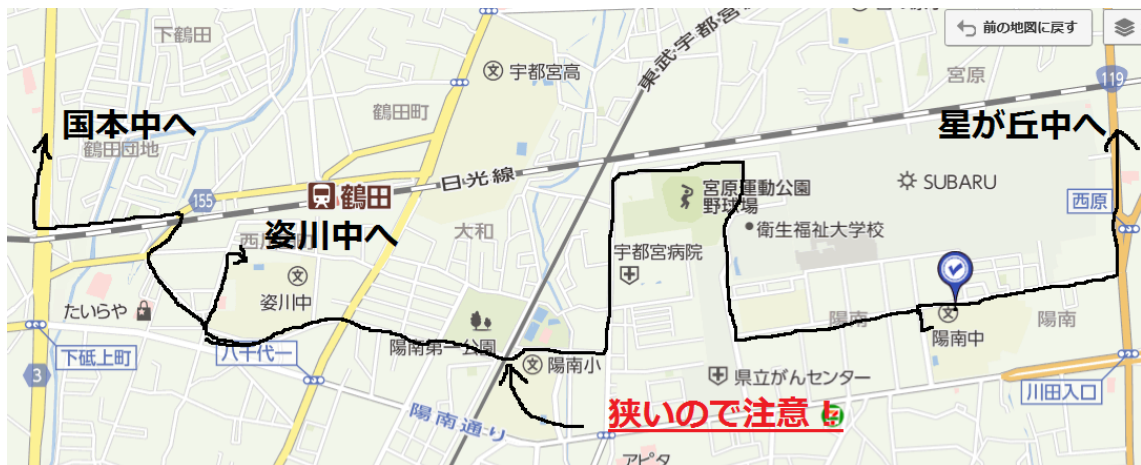 下鶴田
宇都宮高
東・武・宇都宮
前の地図に戻す
宮原
119
国本中へ
鶴田町
星が丘中へ
鶴田団地
155
鶴田
日光線
宮原運動公園
野球場
SUBARU
西原
姿川中へ
大和
衛生福祉大学校
宇都宮病院
姿川中
たいらや
陽南第一公園
陽南
陽南中
陽南
下砥上町
八千代一
陽南小
3
県立がんセンター
川田入口
陽南通り
狭いので注意！
アピタ